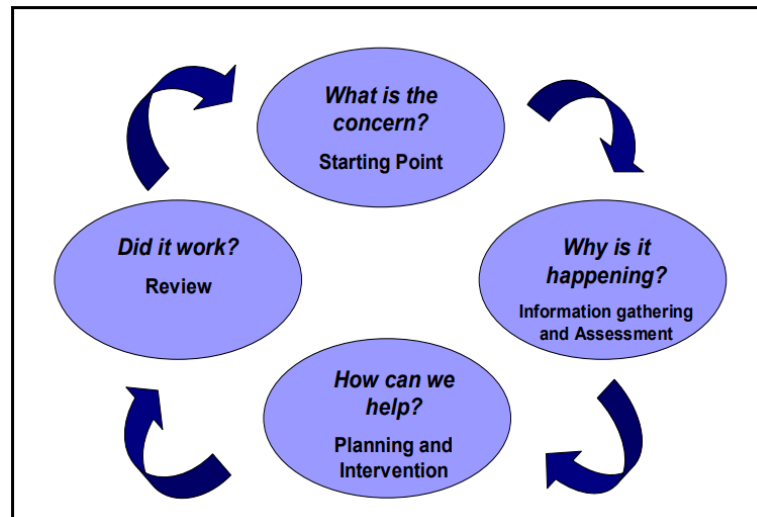 What is the
concern?
Starting Point
Why is it
happening?
Information gathering
and Assessment
How can we
help?
Planning and
Intervention
Did it work?
Review